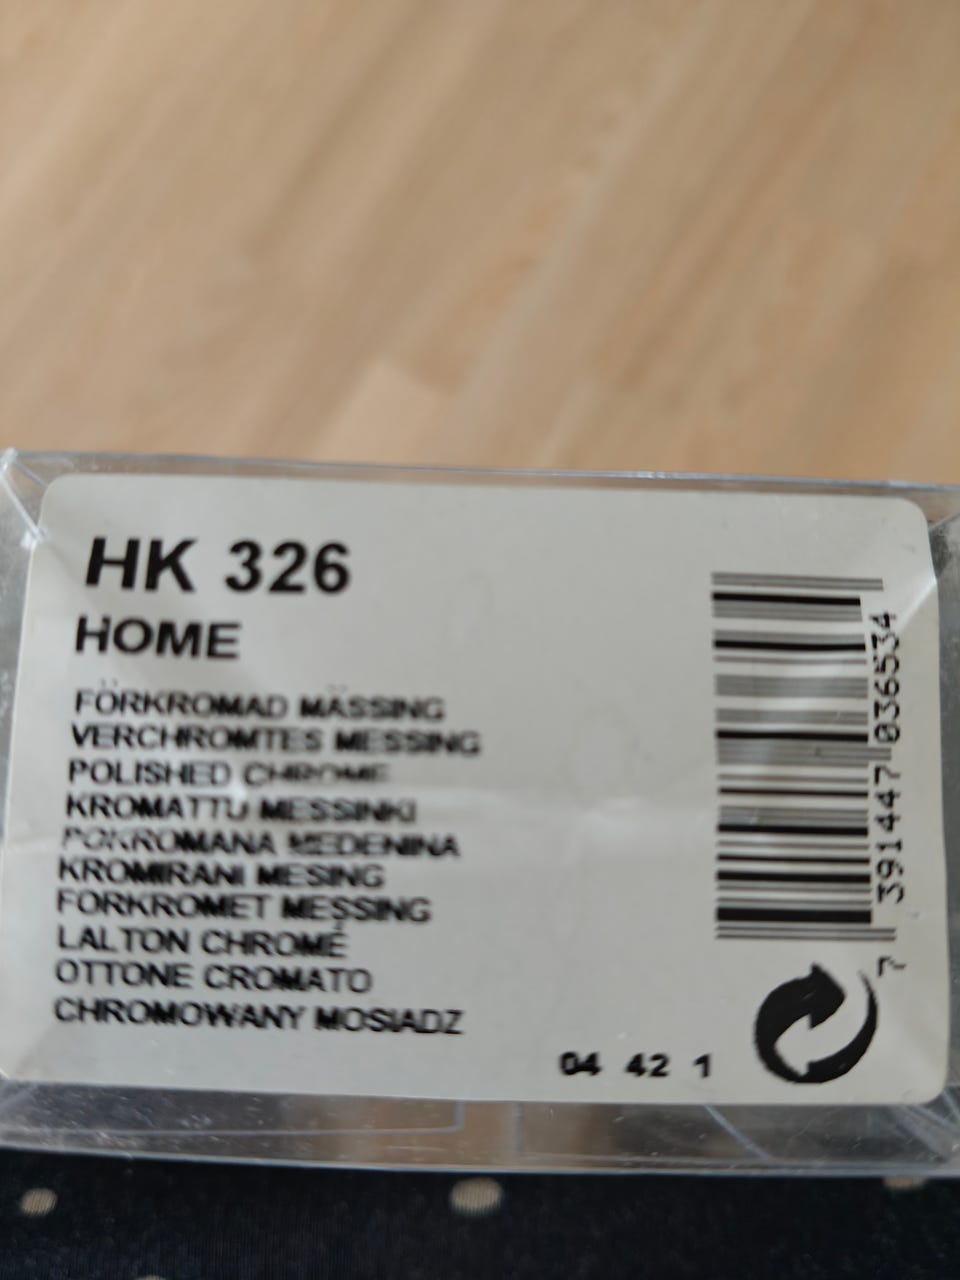 HK 326
HOME
FÖRKROMAD MÄSSING
VERCHROMTES MESSING
POLISHED CHROME
KROMATTU MESSINKI
POKROMANA MEDENINA
KROMIRANI MESING
FORKROMET MESSING
LALTON CHROMÉ
OTTONE CROMATO
CHROMOWANY MOSIADZ
04 42 1
7 391447 036534